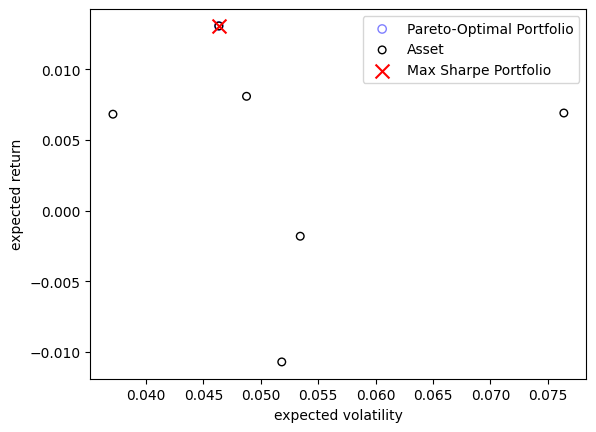 Pareto-Optimal Portfolio
Asset
Max Sharpe Portfolio
0.010
0.005
0.000
−0.005
−0.010
expected return
0.040 0.045 0.050 0.055 0.060 0.065 0.070 0.075
expected volatility